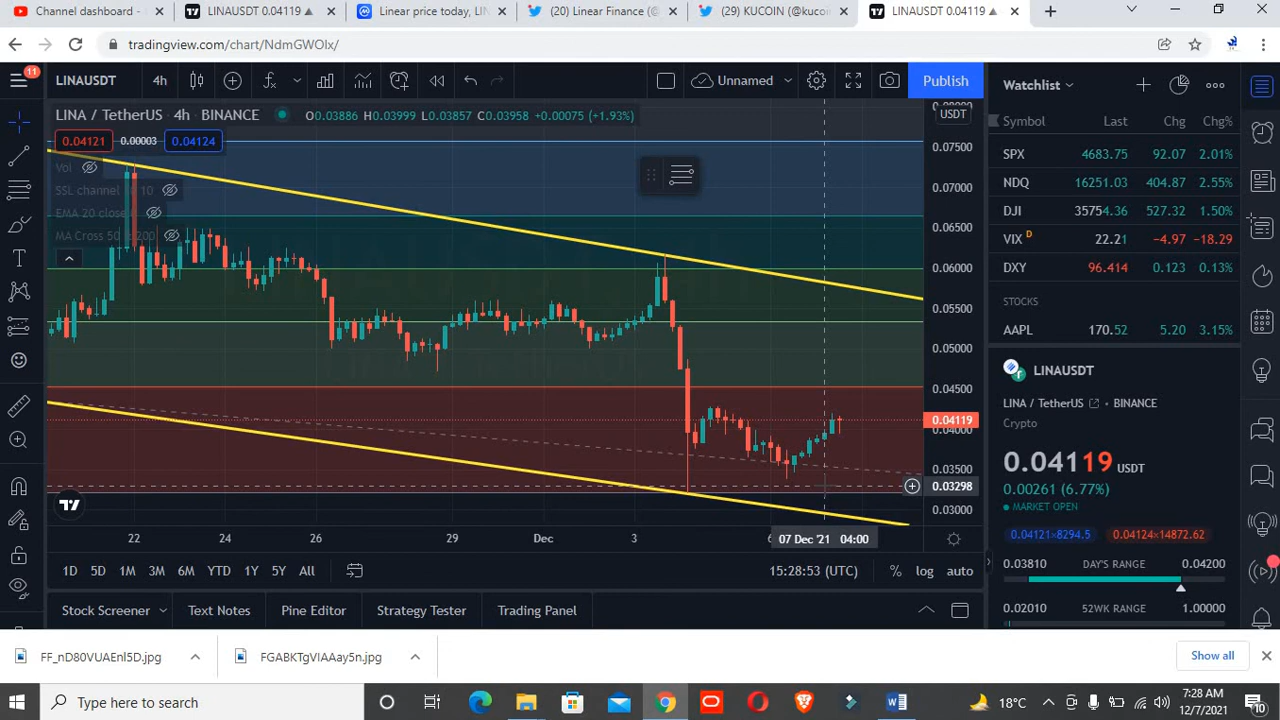 Channel dashboard -
LINAUSDT 0.04119 ▲
Linear price today, LIN
(20) Linear Finance (@
(29) KUCOIN (@kucoi
LINAUSDT 0.04119 ▲
tradingview.com/chart/NdmGWOlx/
11
LINAUSDT
4h
Unnamed
Publish
LINA / TetherUS 4h BINANCE
O0.03886 H0.03999 L0.03857 C0.03958 +0.00075 (+1.93%)
USDT
0.04121
0.00003
0.04124
Vol
SSL channel
10
EMA 20 close
MA Cross 50
200
0.07500
0.07000
0.06500
0.06000
0.05500
0.05000
0.04500
0.04119
0.04000
0.03500
0.03298
0.03000
22
24
26
29
Dec
3
07 Dec '21 04:00
1D
5D
1M
3M
6M
YTD
1Y
5Y
All
15:28:53 (UTC)
%
log
auto
Stock Screener
Text Notes
Pine Editor
Strategy Tester
Trading Panel
Watchlist
Symbol Last Chg Chg%
SPX 4683.75 92.07 2.01%
NDQ 16251.03 404.87 2.55%
DJI 35754.36 527.32 1.50%
VIX D 22.21 −4.97 −18.29
DXY 96.414 0.123 0.13%
STOCKS
AAPL 170.52 5.20 3.15%
LINAUSDT
LINA / TetherUS • BINANCE
Crypto
0.04119 USDT
0.00261 (6.77%)
MARKET OPEN
0.04121×8294.5
0.04124×14872.62
0.03810 DAY'S RANGE 0.04200
0.02010 52WK RANGE 1.00000
FF_nD80VUAEnl5D.jpg
FGABKTgVIAAay5n.jpg
Show all
Type here to search
18°C
7:28 AM
12/7/2021
10